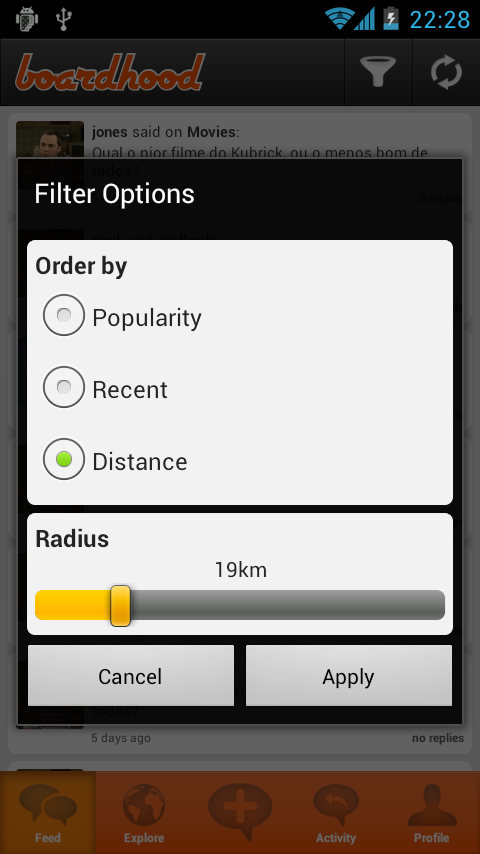 22:28
boardhood
jones said on Movies:
Qual o pior filme do Kubrick, ou o menos bom de
todos?
Filter Options
Order by
Popularity
Recent
Distance
Radius
19km
Cancel
Apply
todos?
5 days ago
no replies
Feed
Explore
Activity
Profile